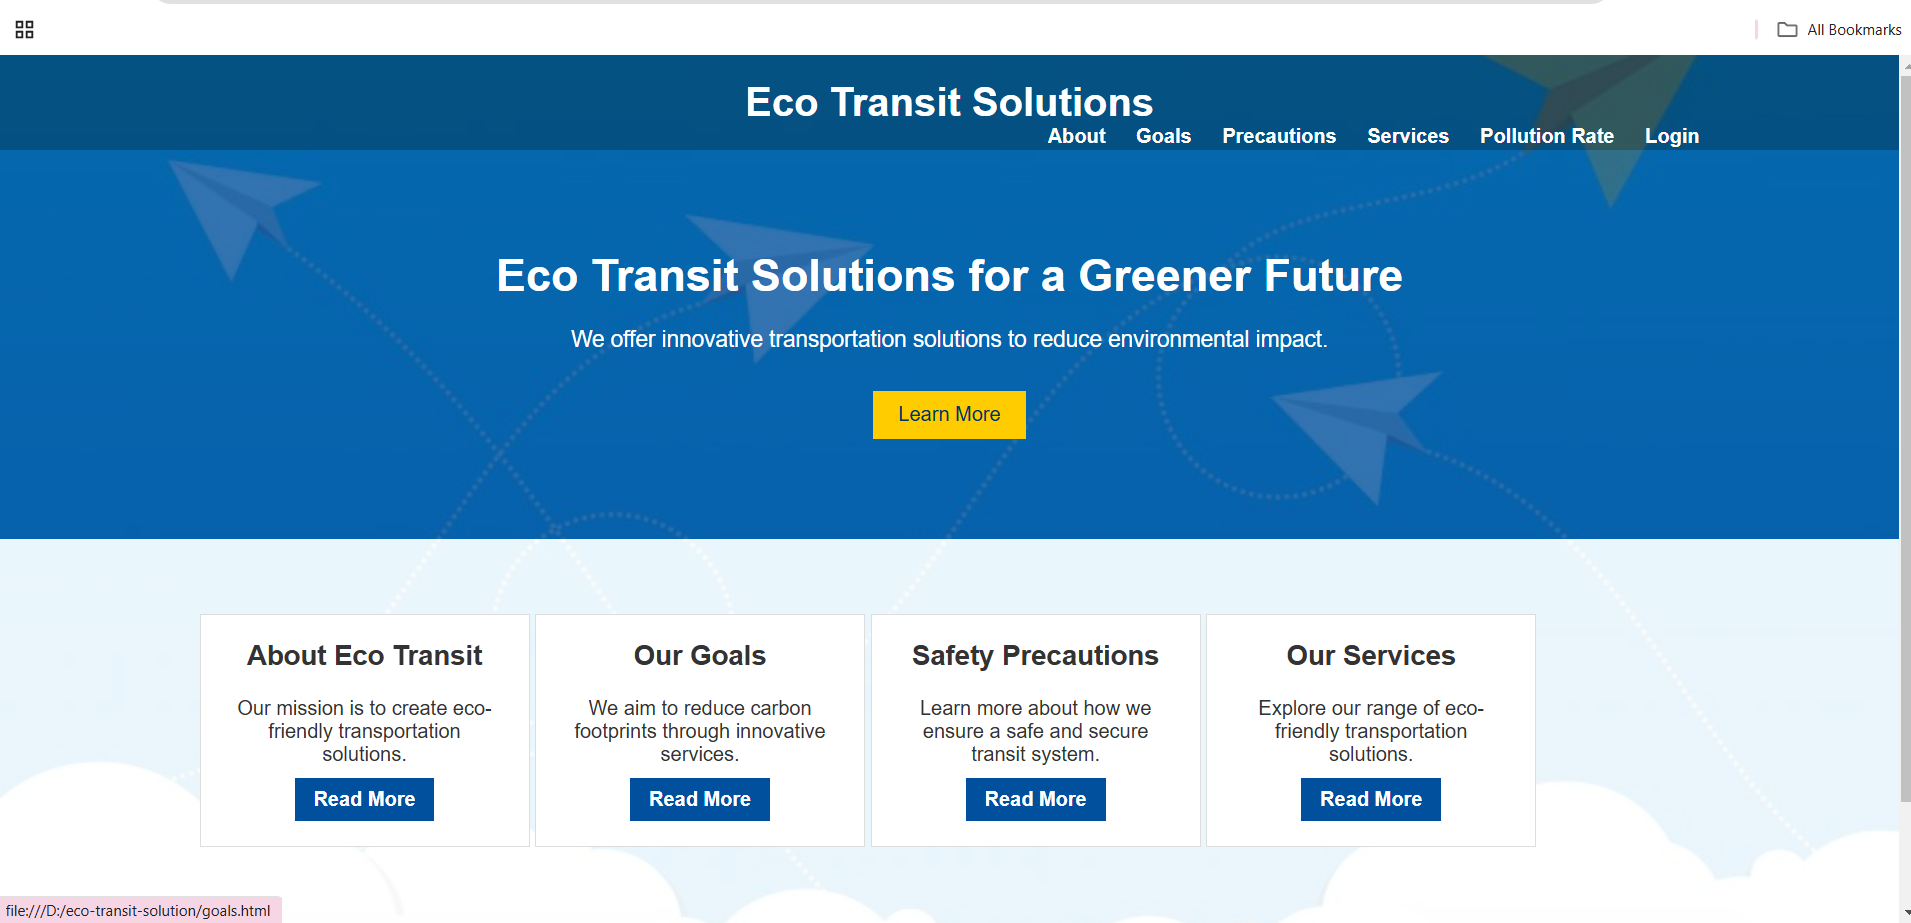 All Bookmarks
Eco Transit Solutions
About Goals Precautions Services Pollution Rate Login
Eco Transit Solutions for a Greener Future
We offer innovative transportation solutions to reduce environmental impact.
Learn More
About Eco Transit
Our mission is to create eco-
friendly transportation
solutions.
Read More
Our Goals
We aim to reduce carbon
footprints through innovative
services.
Read More
Safety Precautions
Learn more about how we
ensure a safe and secure
transit system.
Read More
Our Services
Explore our range of eco-
friendly transportation
solutions.
Read More
file:///D:/eco-transit-solution/goals.html